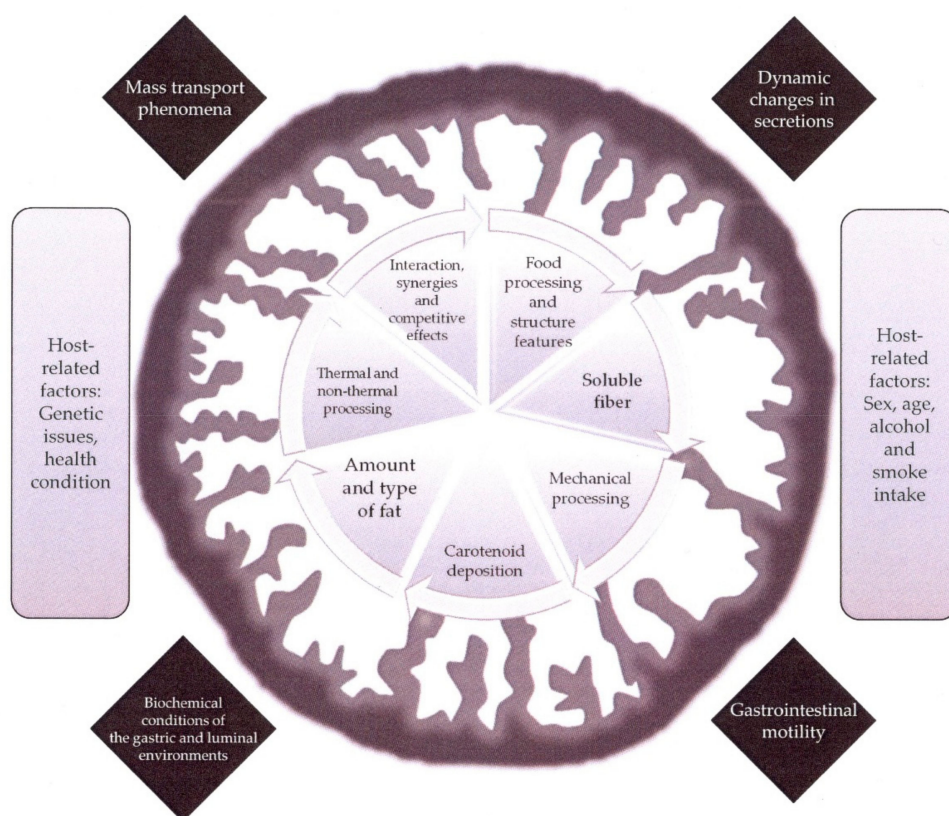 Mass transport
phenomena
Dynamic
changes in
secretions
Host-
related
factors:
Genetic
issues,
health
condition
Interaction,
synergies
and
competitive
effects
Food
processing
and
structure
features
Thermal and
non-thermal
processing
Soluble
fiber
Amount
and type
of fat
Mechanical
processing
Carotenoid
deposition
Host-
related
factors:
Sex, age,
alcohol
and
smoke
intake
Biochemical
conditions of
the gastric and luminal
environments
Gastrointestinal
motility